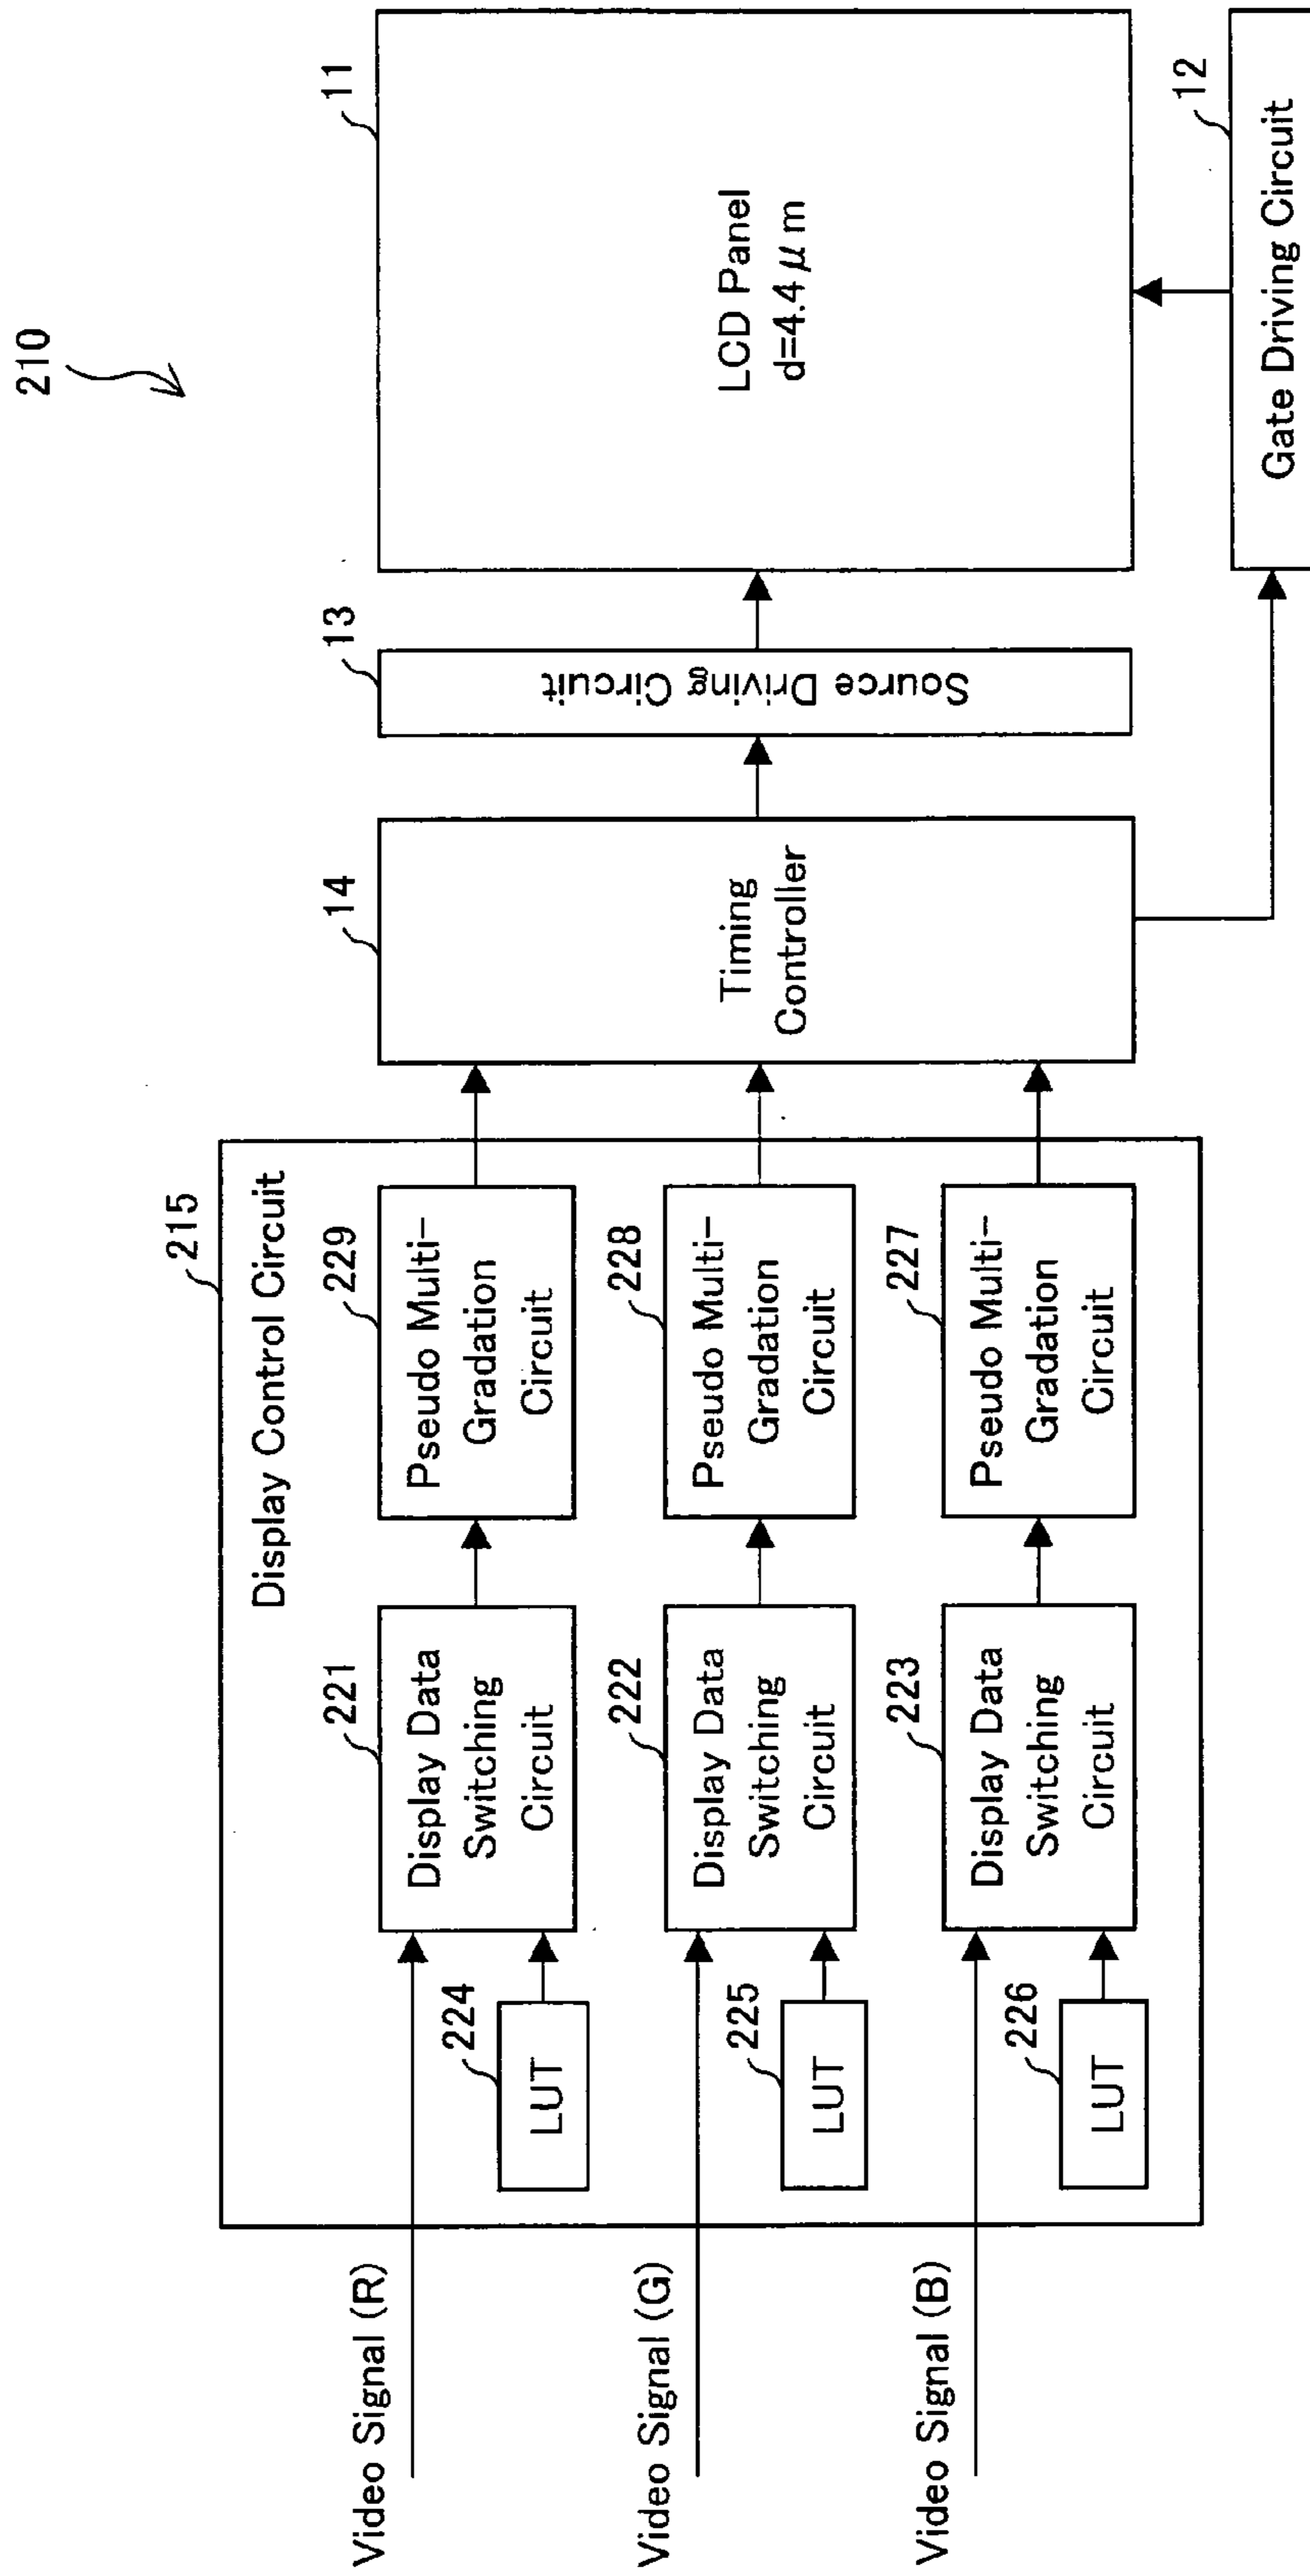 210
215
Display Control Circuit
Video Signal (R)
224
LUT
221
Display Data
Switching
Circuit
229
Pseudo Multi-
Gradation
Circuit
Video Signal (G)
225
LUT
222
Display Data
Switching
Circuit
228
Pseudo Multi-
Gradation
Circuit
Video Signal (B)
226
LUT
223
Display Data
Switching
Circuit
227
Pseudo Multi-
Gradation
Circuit
14
Timing
Controller
13
Source Driving Circuit
11
LCD Panel
d=4.4μm
12
Gate Driving Circuit